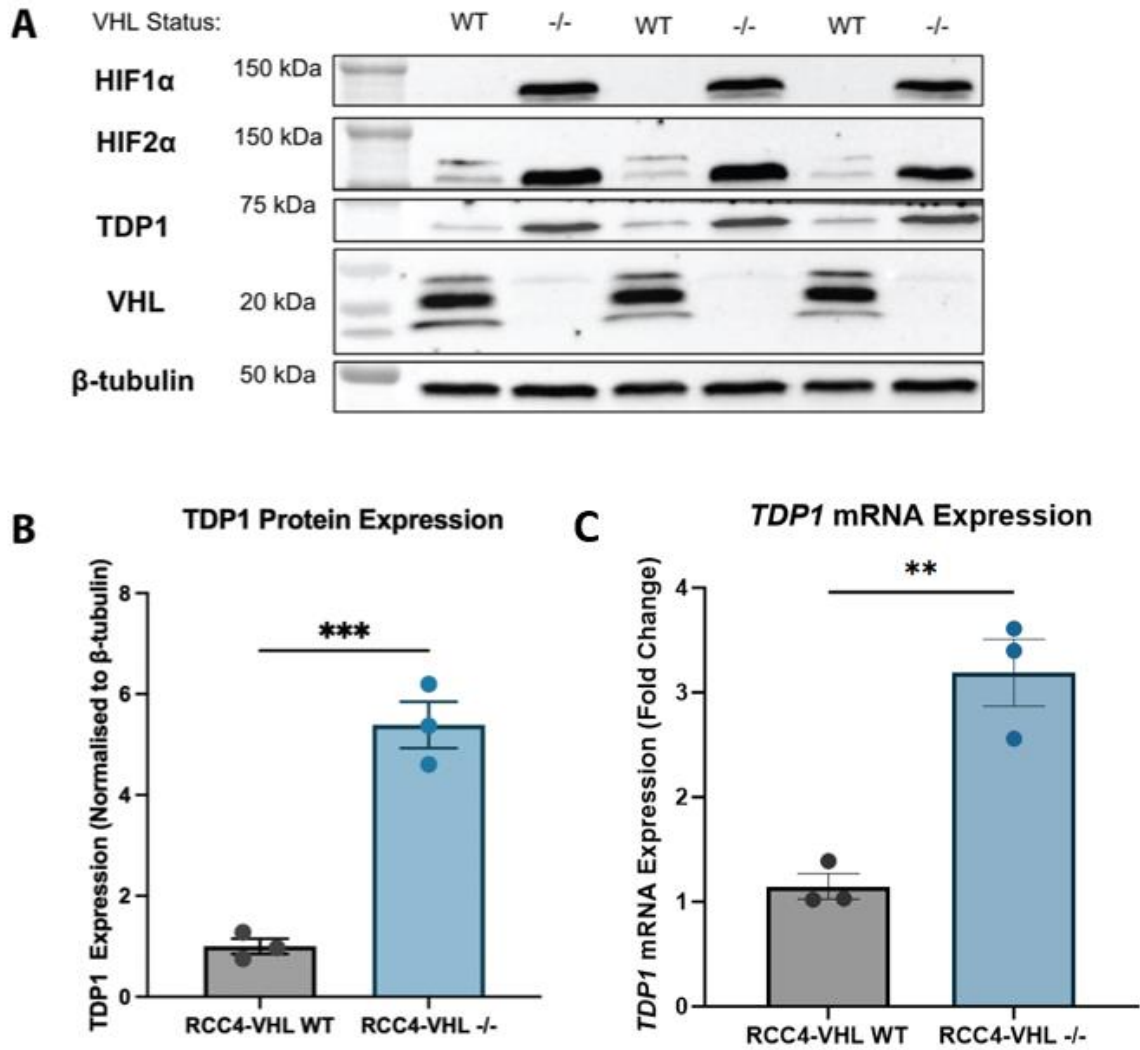 A
VHL Status: WT -/- WT -/- WT -/-
HIF1α 150 kDa
HIF2α 150 kDa
75 kDa
TDP1
VHL 20 kDa
β-tubulin 50 kDa
B
TDP1 Protein Expression
TDP1 Expression (Normalised to β-tubulin)
8
6
4
2
0
***
RCC4-VHL WT RCC4-VHL -/-
C
TDP1 mRNA Expression
TDP1 mRNA Expression (Fold Change)
4
3
2
1
0
**
RCC4-VHL WT RCC4-VHL -/-